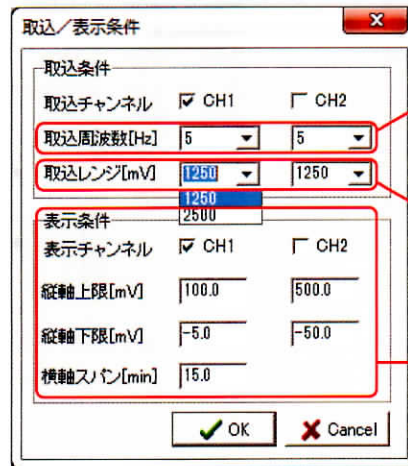 取込／表示条件
取込条件
取込チャンネル CH1 CH2
取込周波数[Hz] 5 5
取込レンジ[mV] 1250 1250
1250
2500
表示条件
表示チャンネル CH1 CH2
縦軸上限[mV] 100.0 500.0
縦軸下限[mV] -5.0 -50.0
横軸スパン[min] 15.0
OK Cancel